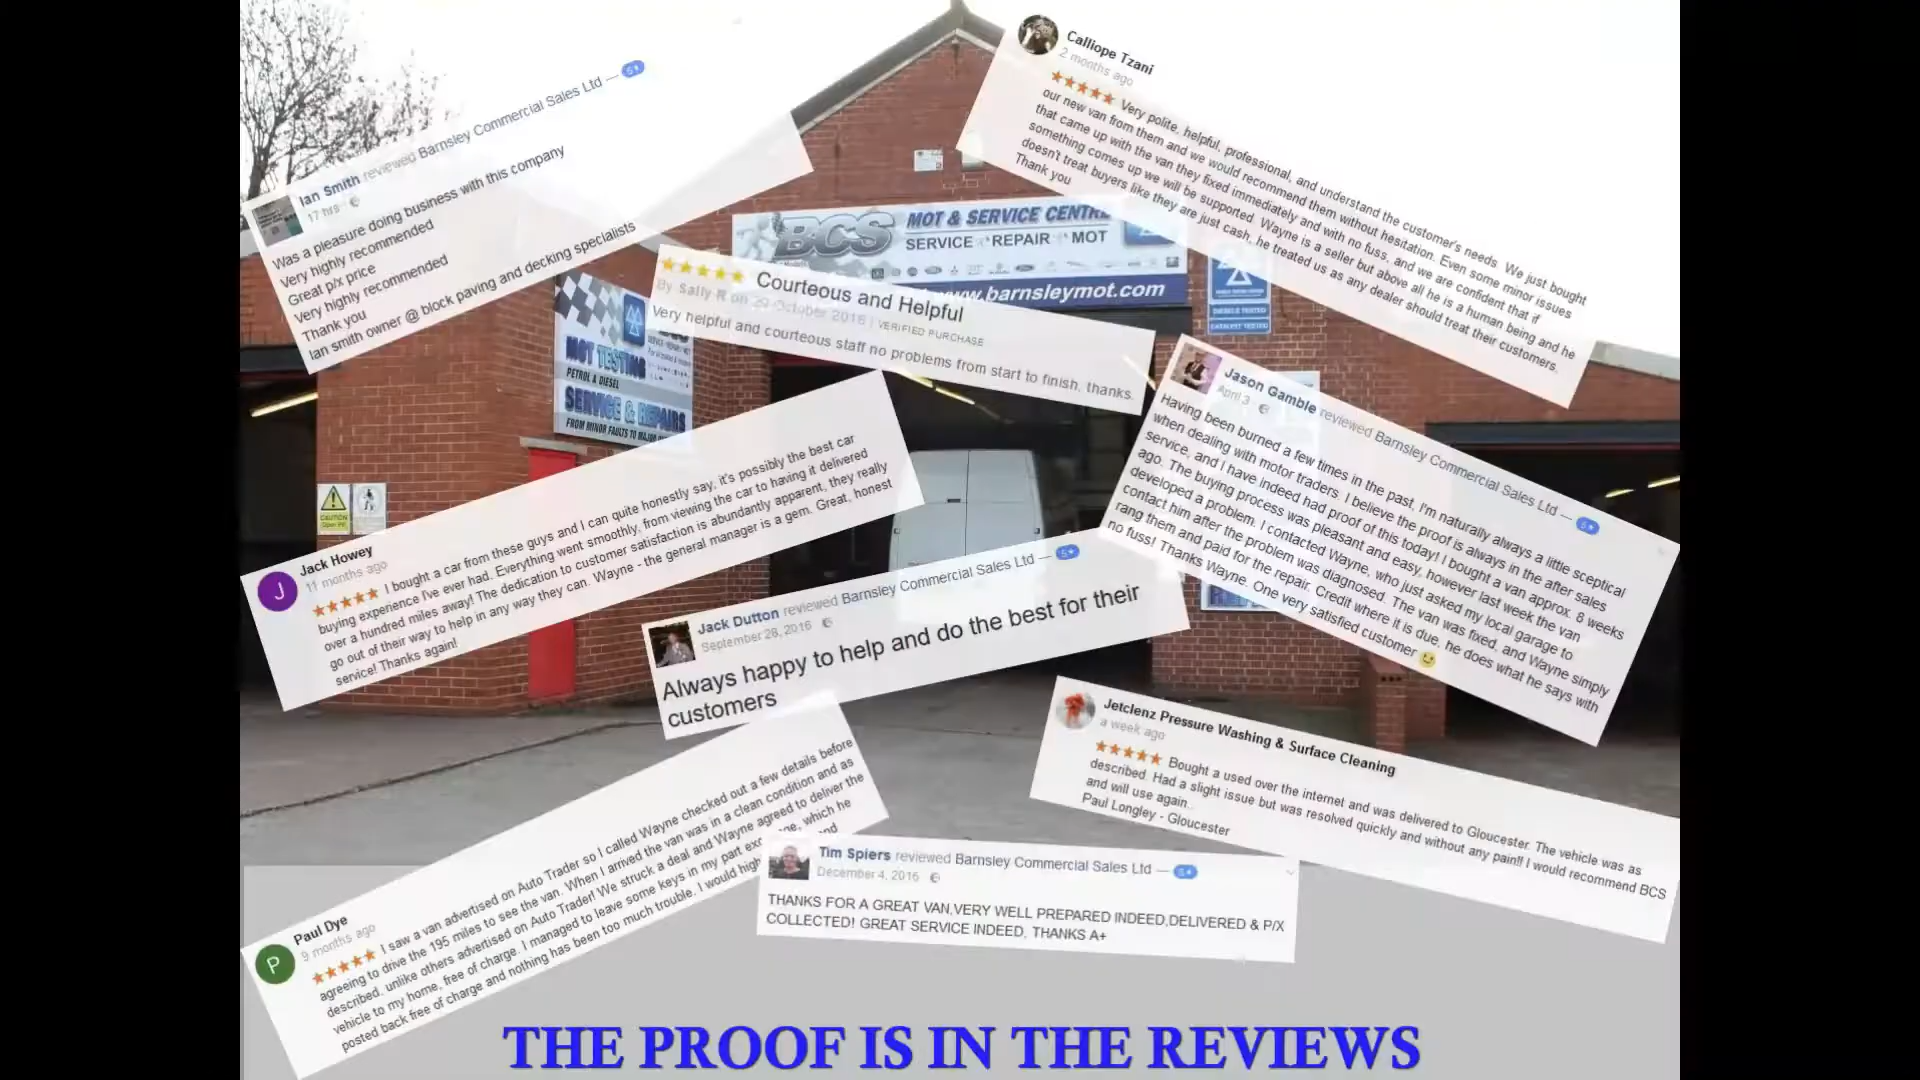 Ian Smith reviewed Barnsley Commercial Sales Ltd — 5★
17 hrs
Was a pleasure doing business with this company
Very highly recommended
Great p/x price
Very highly recommended
Thank you
Ian smith owner @ block paving and decking specialists
Calliope Tzani
2 months ago
★★★★★ Very polite, helpful, professional, and understand the customer's needs. We just bought
our new van from them and we would recommend them without hesitation. Even some minor issues
that came up with the van they fixed immediately and with no fuss, and we are confident that if
something comes up we will be supported. Wayne is a seller but above all he is a human being and he
doesn't treat buyers like they are just cash, he treated us as any dealer should treat their customers.
Thank you
BCS
MOT & SERVICE CENTRE
SERVICE REPAIR MOT
www.barnsleymot.com
DIESELS TESTED
CATALYST TESTED
MOT TESTING
PETROL & DIESEL
SERVICE & REPAIRS
FROM MINOR FAULTS TO MAJOR
★★★★★ Courteous and Helpful
By Sally R on 29 October 2016 | VERIFIED PURCHASE
Very helpful and courteous staff no problems from start to finish. thanks.
Jason Gamble reviewed Barnsley Commercial Sales Ltd — 5★
April 3
Having been burned a few times in the past, I'm naturally always a little sceptical
when dealing with motor traders. I believe the proof is always in the after sales
service, and I have indeed had proof of this today! I bought a van approx. 8 weeks
ago. The buying process was pleasant and easy, however last week the van
developed a problem. I contacted Wayne, who just asked my local garage to
contact him after the problem was diagnosed. The van was fixed, and Wayne simply
rang them and paid for the repair. Credit where it is due, he does what he says with
no fuss! Thanks Wayne. One very satisfied customer
CAUTION
J
Jack Howey
11 months ago
★★★★★ I bought a car from these guys and I can quite honestly say, it's possibly the best car
buying experience I've ever had. Everything went smoothly, from viewing the car to having it delivered
over a hundred miles away! The dedication to customer satisfaction is abundantly apparent, they really
go out of their way to help in any way they can. Wayne - the general manager is a gem. Great, honest
service! Thanks again!
Jack Dutton reviewed Barnsley Commercial Sales Ltd — 5★
September 28, 2016
Always happy to help and do the best for their
customers
Jetclenz Pressure Washing & Surface Cleaning
a week ago
★★★★★ Bought a used over the internet and was delivered to Gloucester. The vehicle was as
described. Had a slight issue but was resolved quickly and without any pain!! I would recommend BCS
and will use again..
Paul Longley - Gloucester
P
Paul Dye
9 months ago
★★★★★ I saw a van advertised on Auto Trader so I called Wayne checked out a few details before
agreeing to drive the 195 miles to see the van. When I arrived the van was in a clean condition and as
described, unlike others advertised on Auto Trader! We struck a deal and Wayne agreed to deliver the
vehicle to my home, free of charge. I managed to leave some keys in my part which he
posted back free of charge and nothing has been too much trouble. I would
Tim Spiers reviewed Barnsley Commercial Sales Ltd — 5★
December 4, 2016
THANKS FOR A GREAT VAN,VERY WELL PREPARED INDEED,DELIVERED & P/X
COLLECTED! GREAT SERVICE INDEED, THANKS A+
THE PROOF IS IN THE REVIEWS